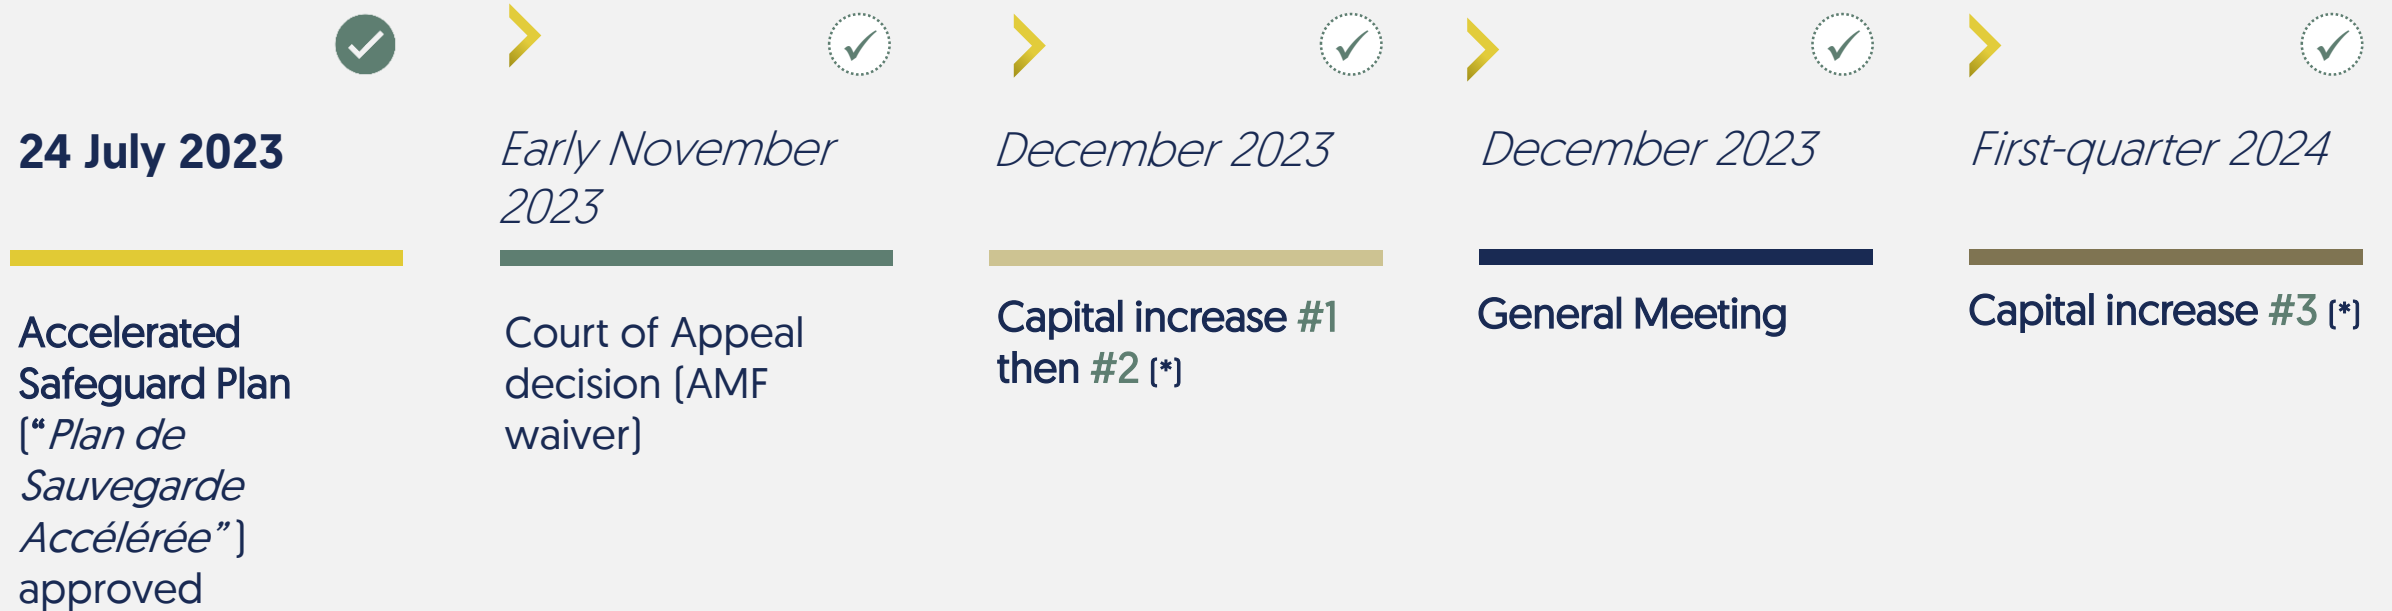 24 July 2023
Accelerated
Safeguard Plan
(“Plan de
Sauvegarde
Accélérée”)
approved
Early November
2023
Court of Appeal
decision (AMF
waiver)
December 2023
Capital increase #1
then #2 (*)
December 2023
General Meeting
First-quarter 2024
Capital increase #3 (*)